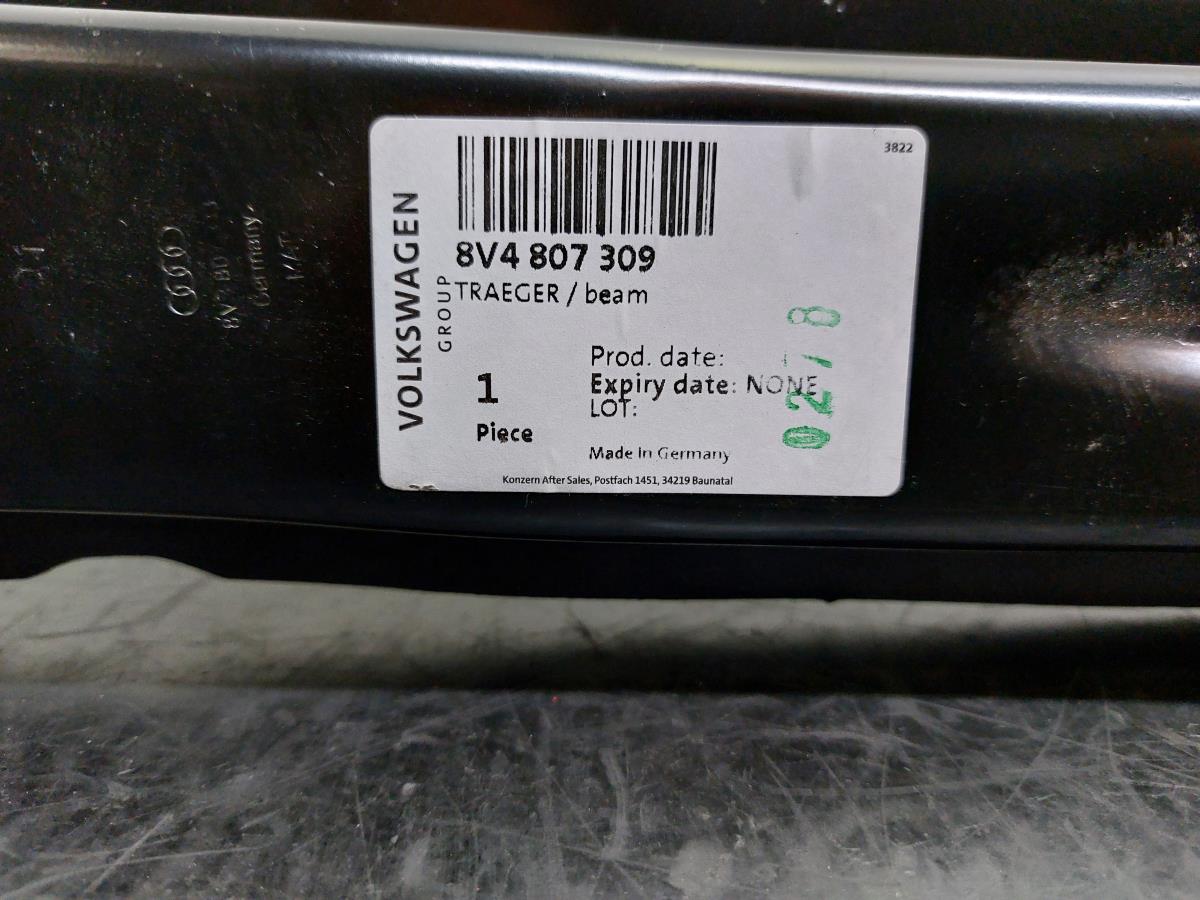 3822
VOLKSWAGEN
GROUP
8V4 807 309
TRAEGER / beam
Prod. date:
1
Expiry date: NONE
LOT:
Piece
Made in Germany
Konzern After Sales, Postfach 1451, 34219 Baunatal
Germany